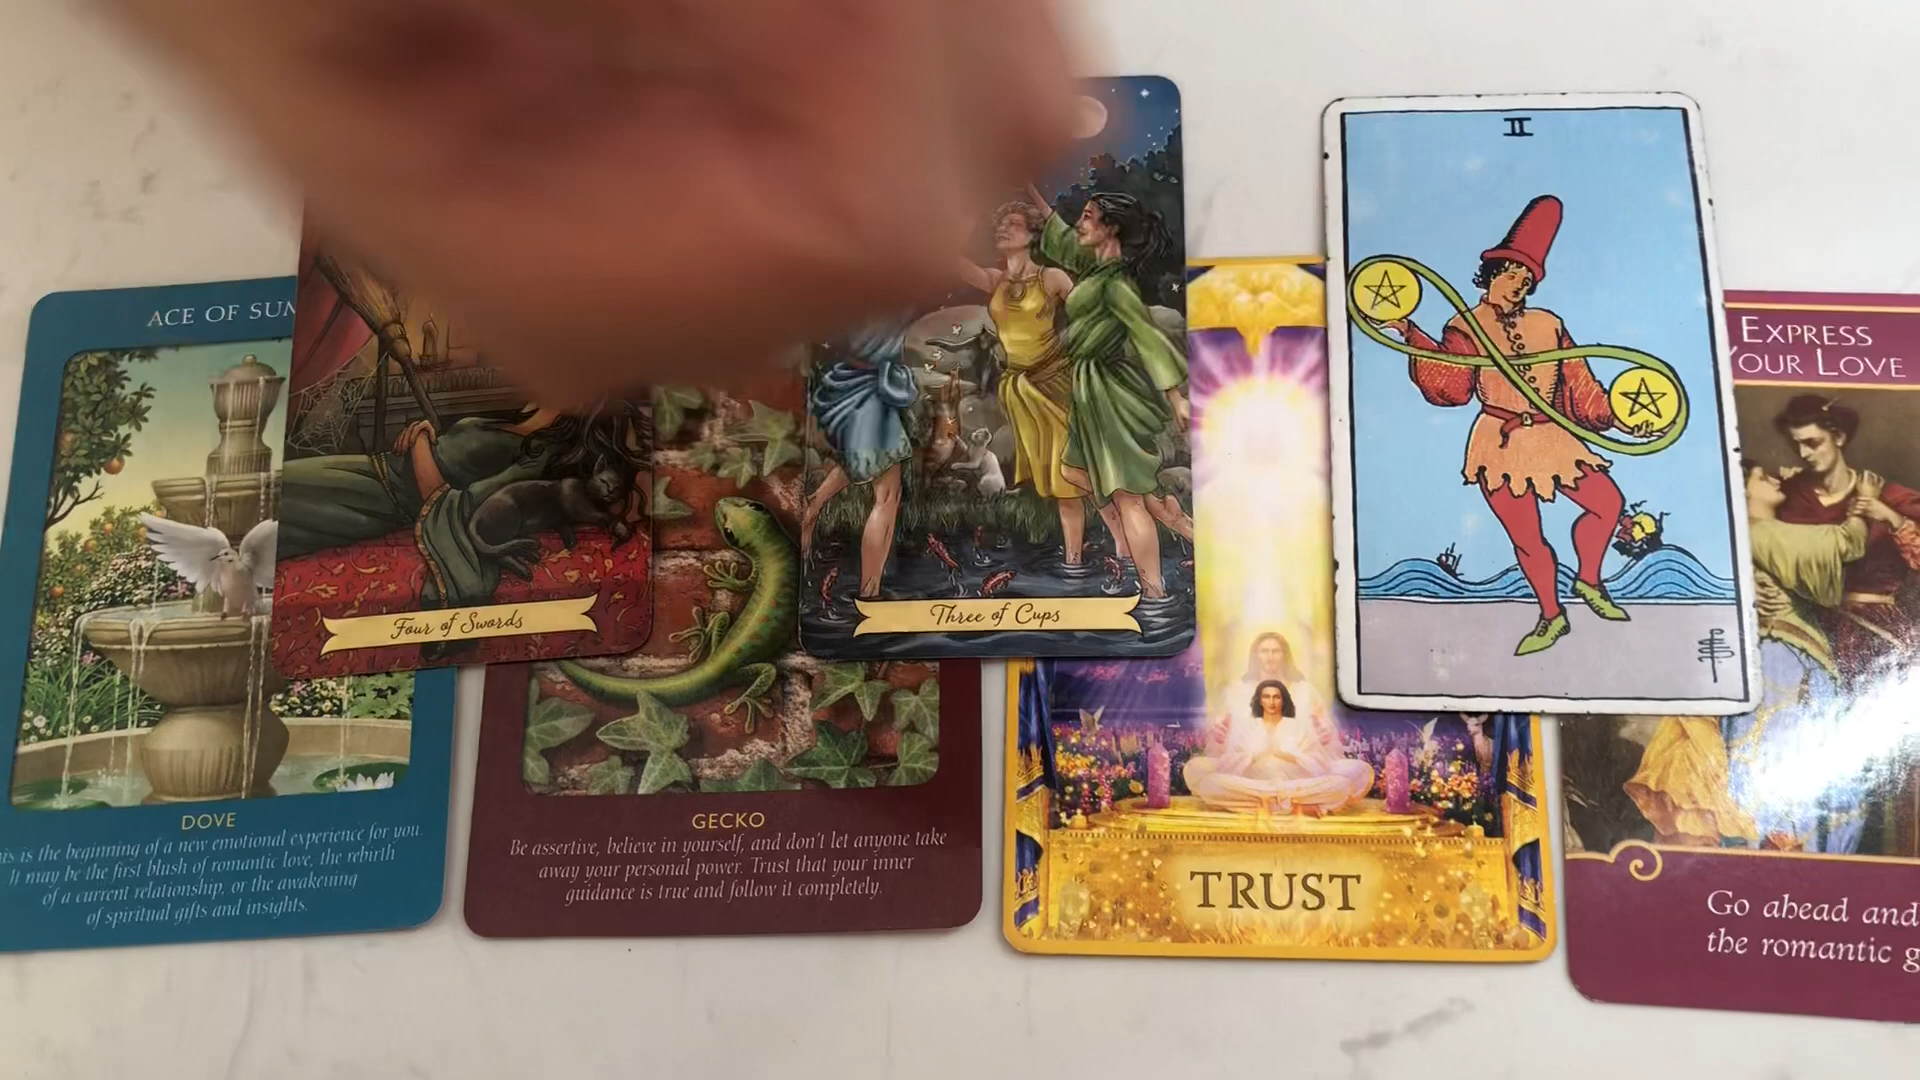 ACE OF SUM
Four of Swords
DOVE
is is the beginning of a new emotional experience for you.
It may be the first blush of romantic love, the rebirth
of a current relationship, or the awakening
of spiritual gifts and insights.
GECKO
Be assertive, believe in yourself, and don't let anyone take
away your personal power. Trust that your inner
guidance is true and follow it completely.
Three of Cups
TRUST
II
EXPRESS
YOUR LOVE
Go ahead and
the romantic g